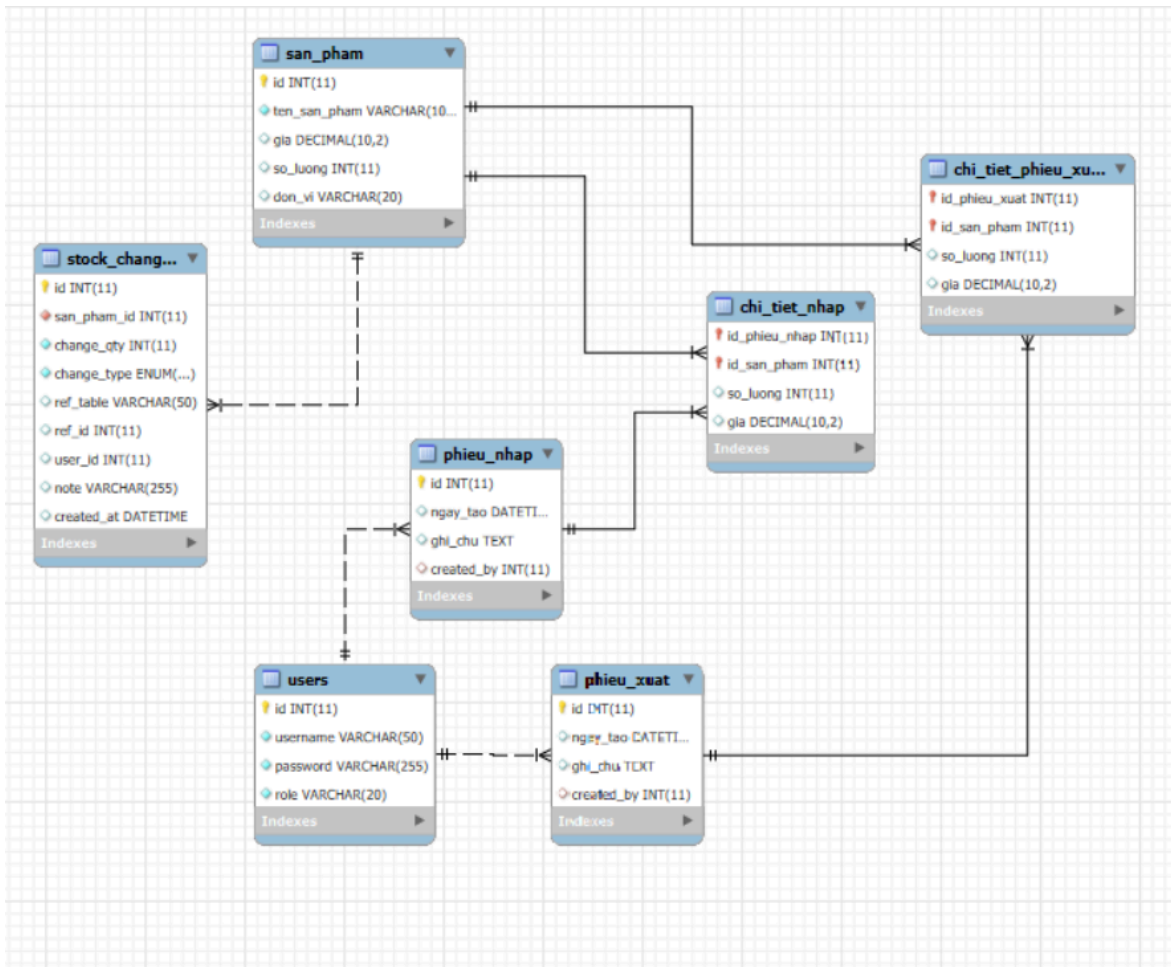 san_pham
id INT(11)
ten_san_pham VARCHAR(10...
gia DECIMAL(10,2)
so_luong INT(11)
don_vi VARCHAR(20)
Indexes
chi_tiet_phieu_xu...
id_phieu_xuat INT(11)
id_san_pham INT(11)
so_luong INT(11)
gia DECIMAL(10,2)
Indexes
stock_chang...
id INT(11)
san_pham_id INT(11)
change_qty INT(11)
change_type ENUM(...)
ref_table VARCHAR(50)
ref_id INT(11)
user_id INT(11)
note VARCHAR(255)
created_at DATETIME
Indexes
chi_tiet_nhap
id_phieu_nhap INT(11)
id_san_pham INT(11)
so_luong INT(11)
gia DECIMAL(10,2)
Indexes
phieu_nhap
id INT(11)
ngay_tao DATETI...
ghi_chu TEXT
created_by INT(11)
Indexes
users
id INT(11)
username VARCHAR(50)
password VARCHAR(255)
role VARCHAR(20)
Indexes
phieu_xuat
id INT(11)
ngay_tao DATETI...
ghi_chu TEXT
created_by INT(11)
Indexes